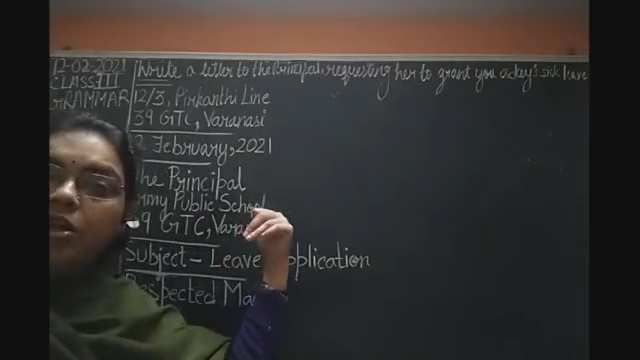 12-02-2021
CLASS III
GRAMMAR
Write a letter to the Principal, requesting her to grant you a day's sick leave
12/3, Pirkanthi Line
39 GTC, Varanasi
2 February, 2021
The Principal
Army Public School
39 GTC, Vara
Subject - Leave Application
Respected Ma